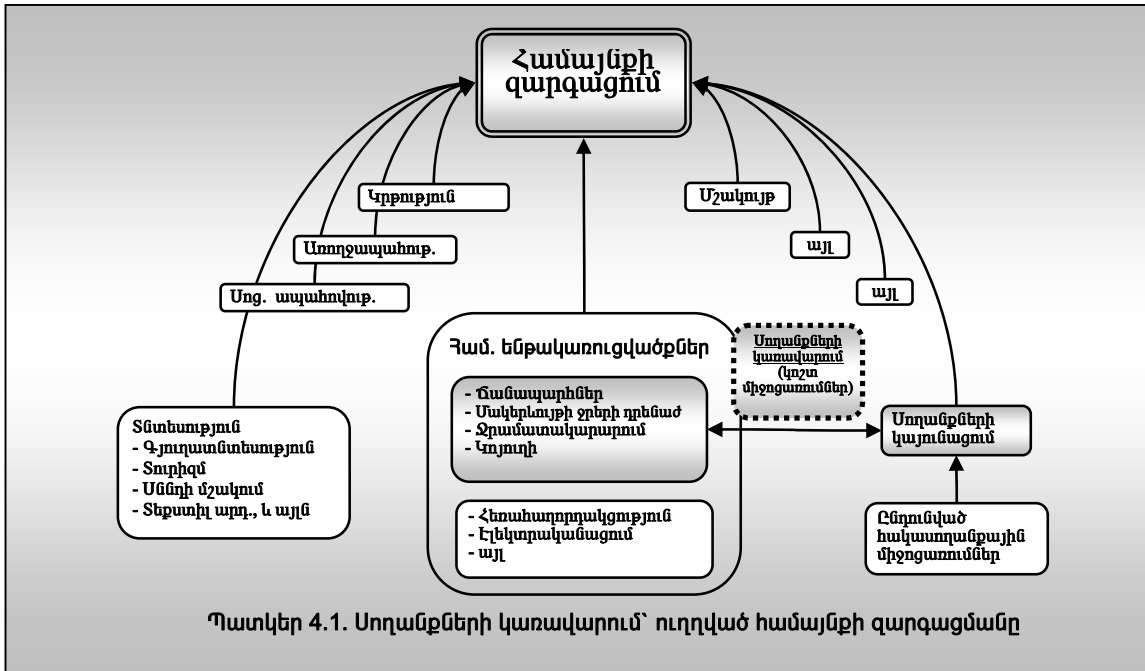 Համայնքի
զարգացում
Կրթություն
Մշակույթ
Առողջապահութ.
այլ
Սոց. ապահովութ.
այլ
Համ. ենթակառուցվածքներ
- Ճանապարհներ
- Մակերևույթի ջրերի դրենաժ
- Ջրամատակարարում
- Կոյուղի
- Հեռահաղորդակցություն
- Էլեկտրականացում
- այլ
Սողանքների
կառավարում
(կոշտ
միջոցառումներ)
Տնտեսություն
- Գյուղատնտեսություն
- Տուրիզմ
- Սննդի մշակում
- Տեքստիլ արդ., և այլն
Սողանքների
կայունացում
Ընդունված
հակասողանքային
միջոցառումներ
Պատկեր 4.1. Սողանքների կառավարում՝ ուղղված համայնքի զարգացմանը